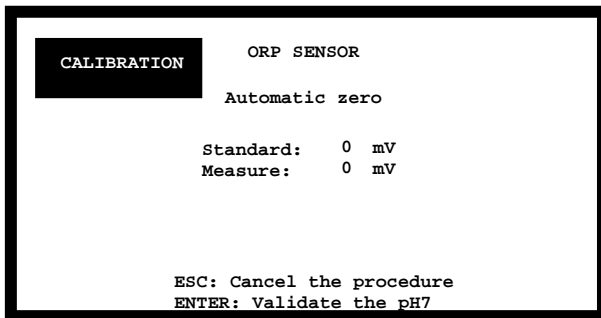 CALIBRATION
ORP SENSOR
Automatic zero
Standard: 0 mV
Measure: 0 mV
ESC: Cancel the procedure
ENTER: Validate the pH7